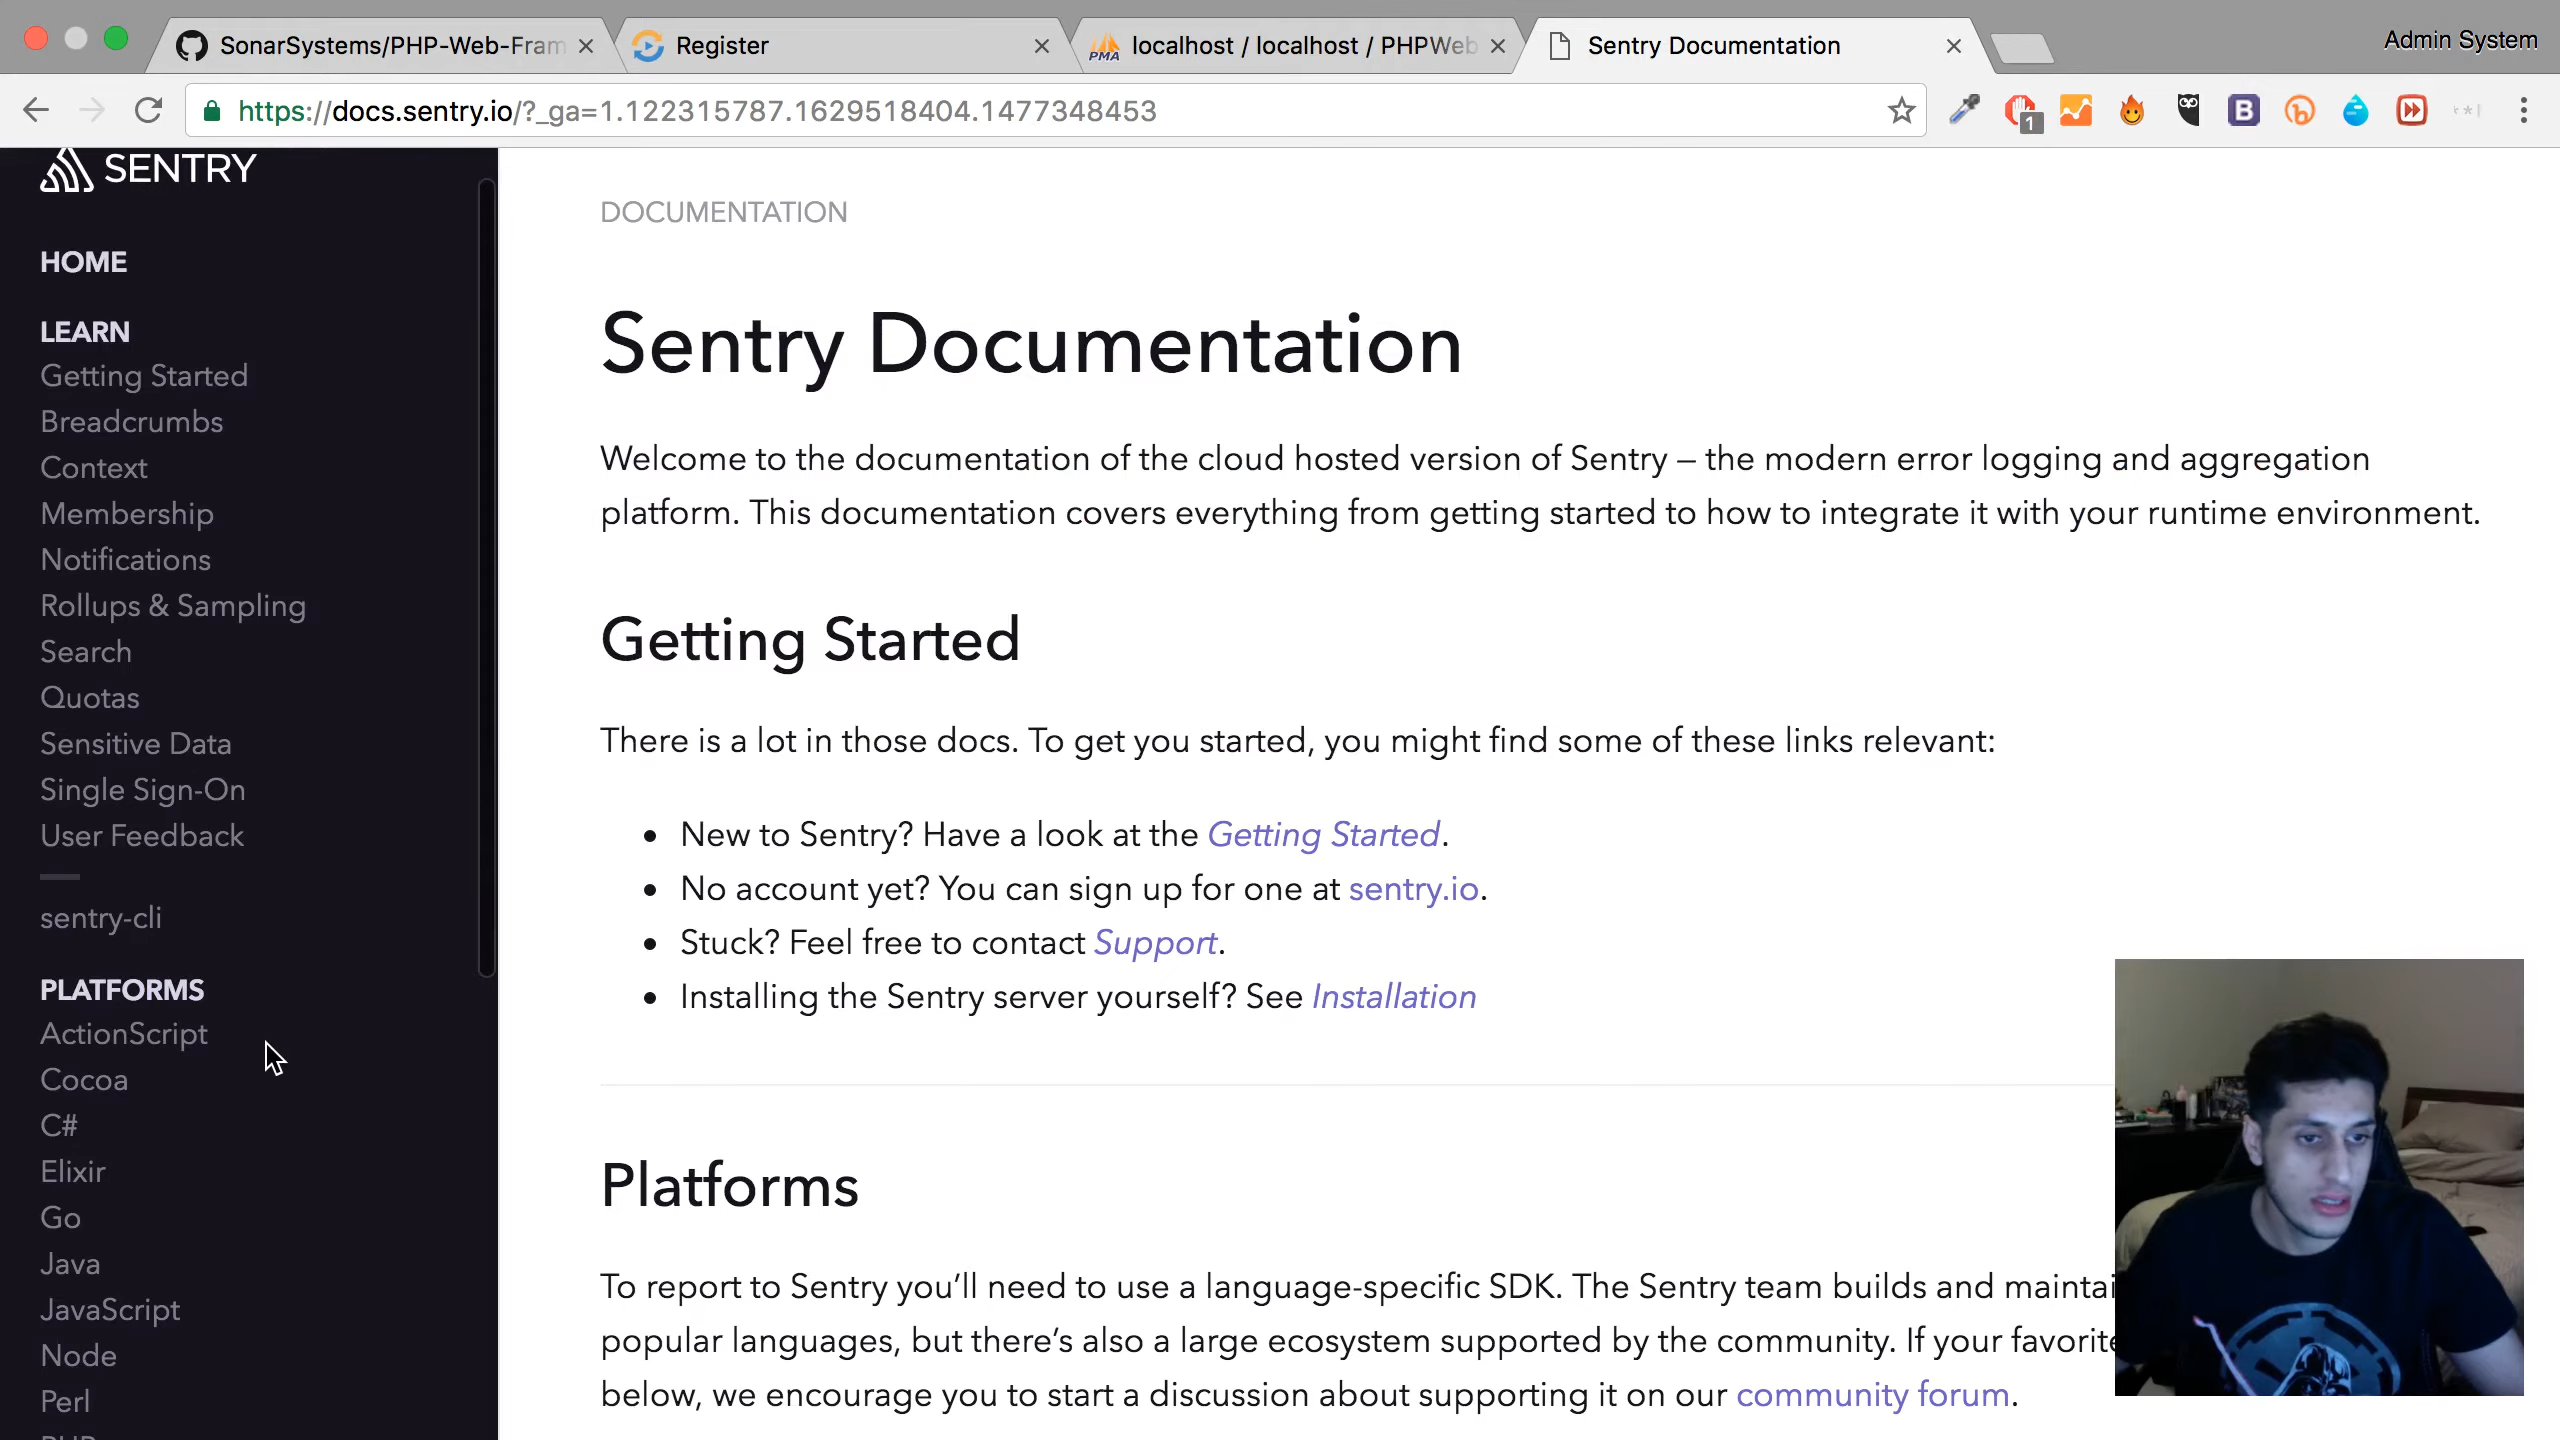 SonarSystems/PHP-Web-Fram
Register
PMA
localhost / localhost / PHPWeb
Sentry Documentation
Admin System
https://docs.sentry.io/?_ga=1.122315787.1629518404.1477348453
1
B
SENTRY
HOME
LEARN
Getting Started
Breadcrumbs
Context
Membership
Notifications
Rollups & Sampling
Search
Quotas
Sensitive Data
Single Sign-On
User Feedback
sentry-cli
PLATFORMS
ActionScript
Cocoa
C#
Elixir
Go
Java
JavaScript
Node
Perl
PHP
DOCUMENTATION
Sentry Documentation
Welcome to the documentation of the cloud hosted version of Sentry – the modern error logging and aggregation
platform. This documentation covers everything from getting started to how to integrate it with your runtime environment.
Getting Started
There is a lot in those docs. To get you started, you might find some of these links relevant:
• New to Sentry? Have a look at the Getting Started.
• No account yet? You can sign up for one at sentry.io.
• Stuck? Feel free to contact Support.
• Installing the Sentry server yourself? See Installation
Platforms
To report to Sentry you’ll need to use a language-specific SDK. The Sentry team builds and maintai
popular languages, but there’s also a large ecosystem supported by the community. If your favorite
below, we encourage you to start a discussion about supporting it on our community forum.